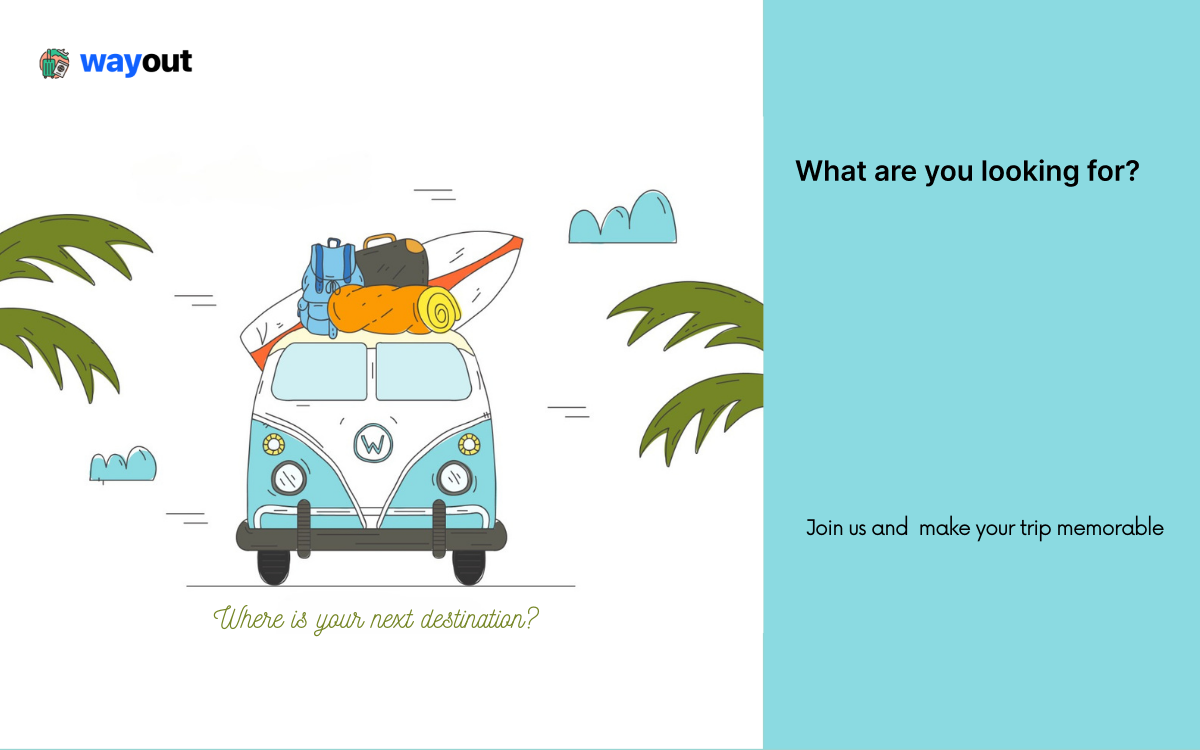 wayout
What are you looking for?
W
Join us and make your trip memorable
Where is your next destination?